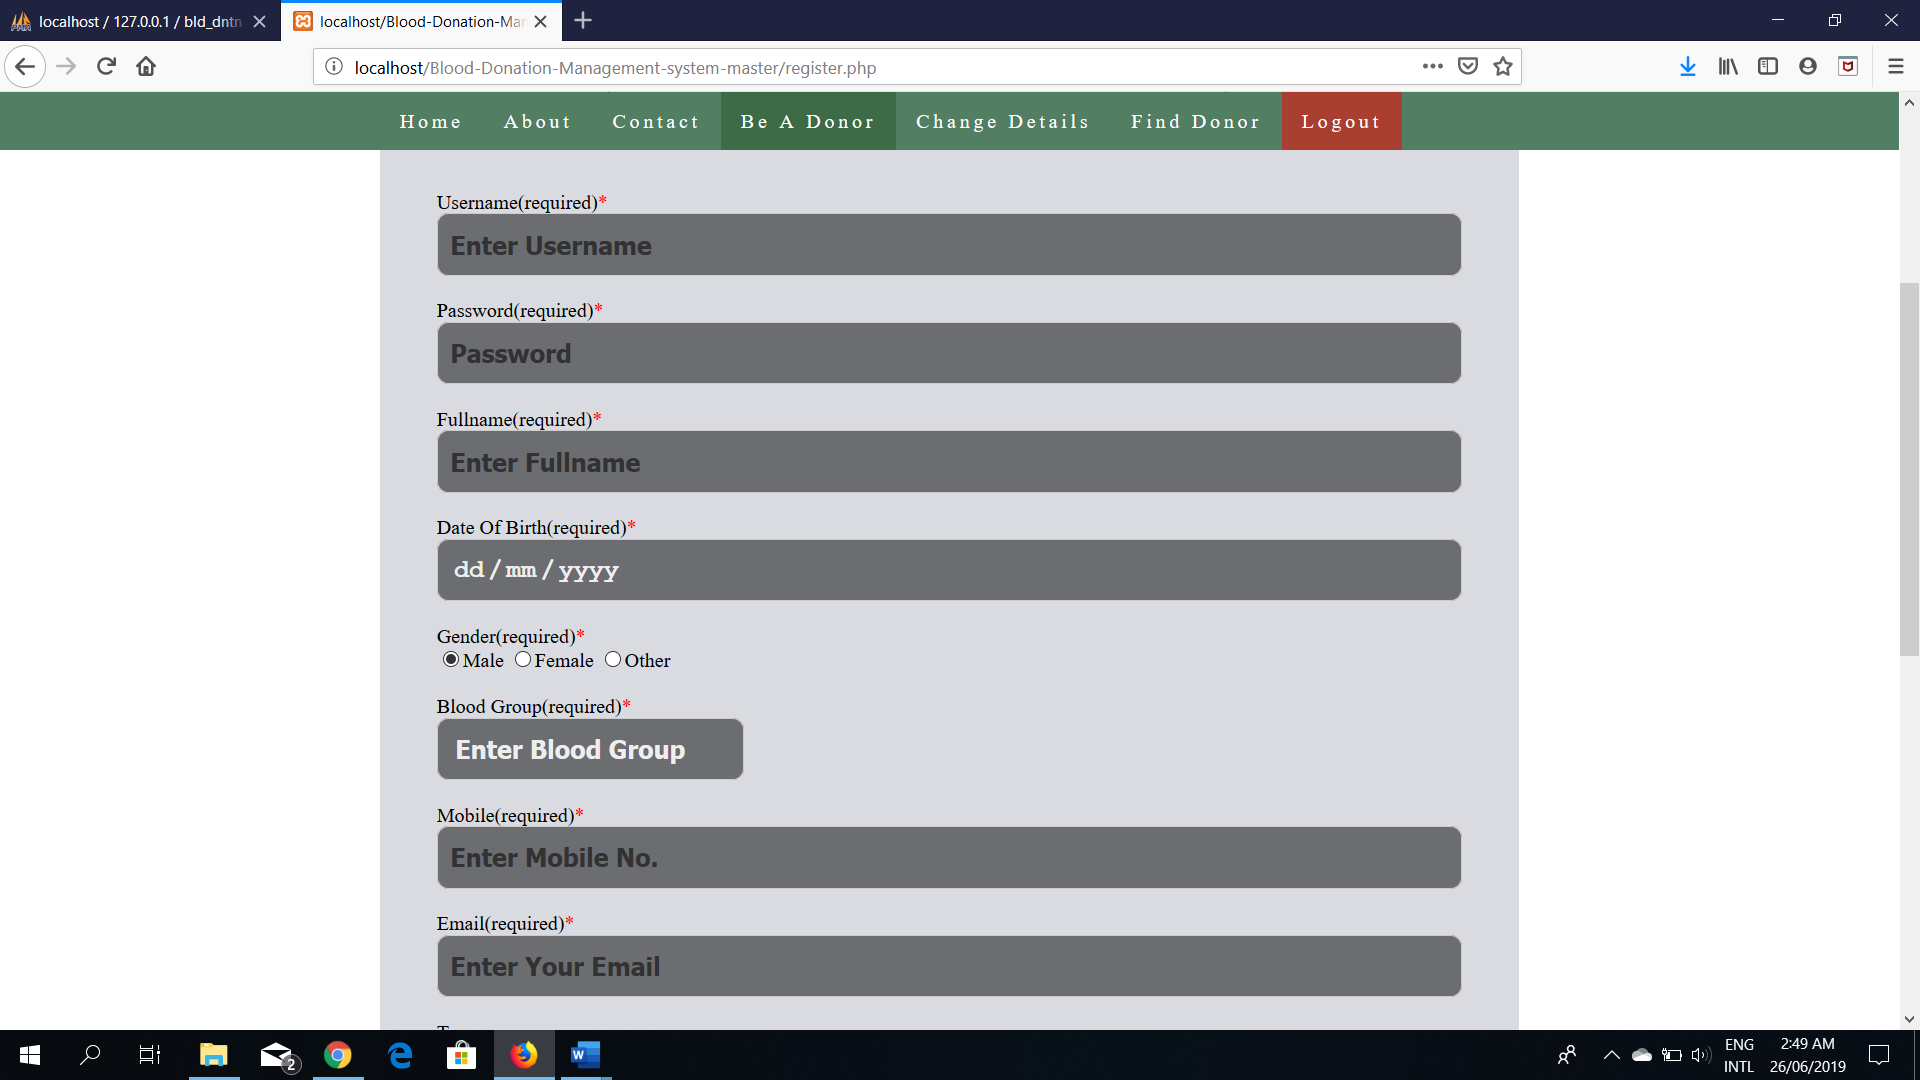 localhost / 127.0.0.1 / bld_dntn
localhost/Blood-Donation-Man
localhost/Blood-Donation-Management-system-master/register.php
Home About Contact Be A Donor Change Details Find Donor Logout
Username(required)*
Enter Username
Password(required)*
Password
Fullname(required)*
Enter Fullname
Date Of Birth(required)*
dd / mm / yyyy
Gender(required)*
Male Female Other
Blood Group(required)*
Enter Blood Group
Mobile(required)*
Enter Mobile No.
Email(required)*
Enter Your Email
2
ENG 2:49 AM
INTL 26/06/2019